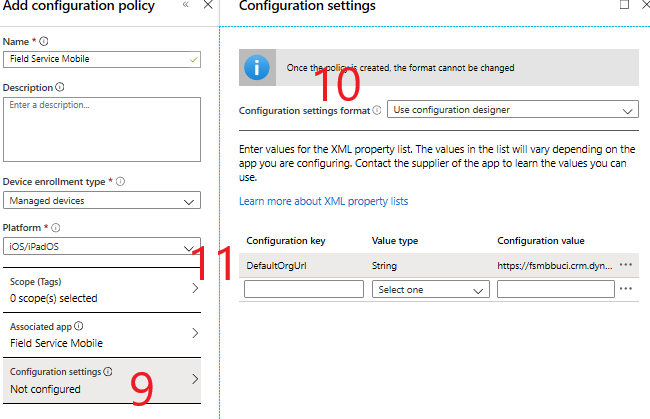 Add configuration policy
Name *
Field Service Mobile
Description
Enter a description...
Device enrollment type *
Managed devices
Platform *
iOS/iPadOS
Scope (Tags)
0 scope(s) selected
Associated app
Field Service Mobile
Configuration settings
Not configured
9
Configuration settings
Once the policy is created, the format cannot be changed
10
Configuration settings format
Use configuration designer
Enter values for the XML property list. The values in the list will vary depending on the
app you are configuring. Contact the supplier of the app to learn the values you can
use.
Learn more about XML property lists
11
Configuration key Value type Configuration value
DefaultOrgUrl String https://fsmbbuci.crm.dyn... ...
Select one ...